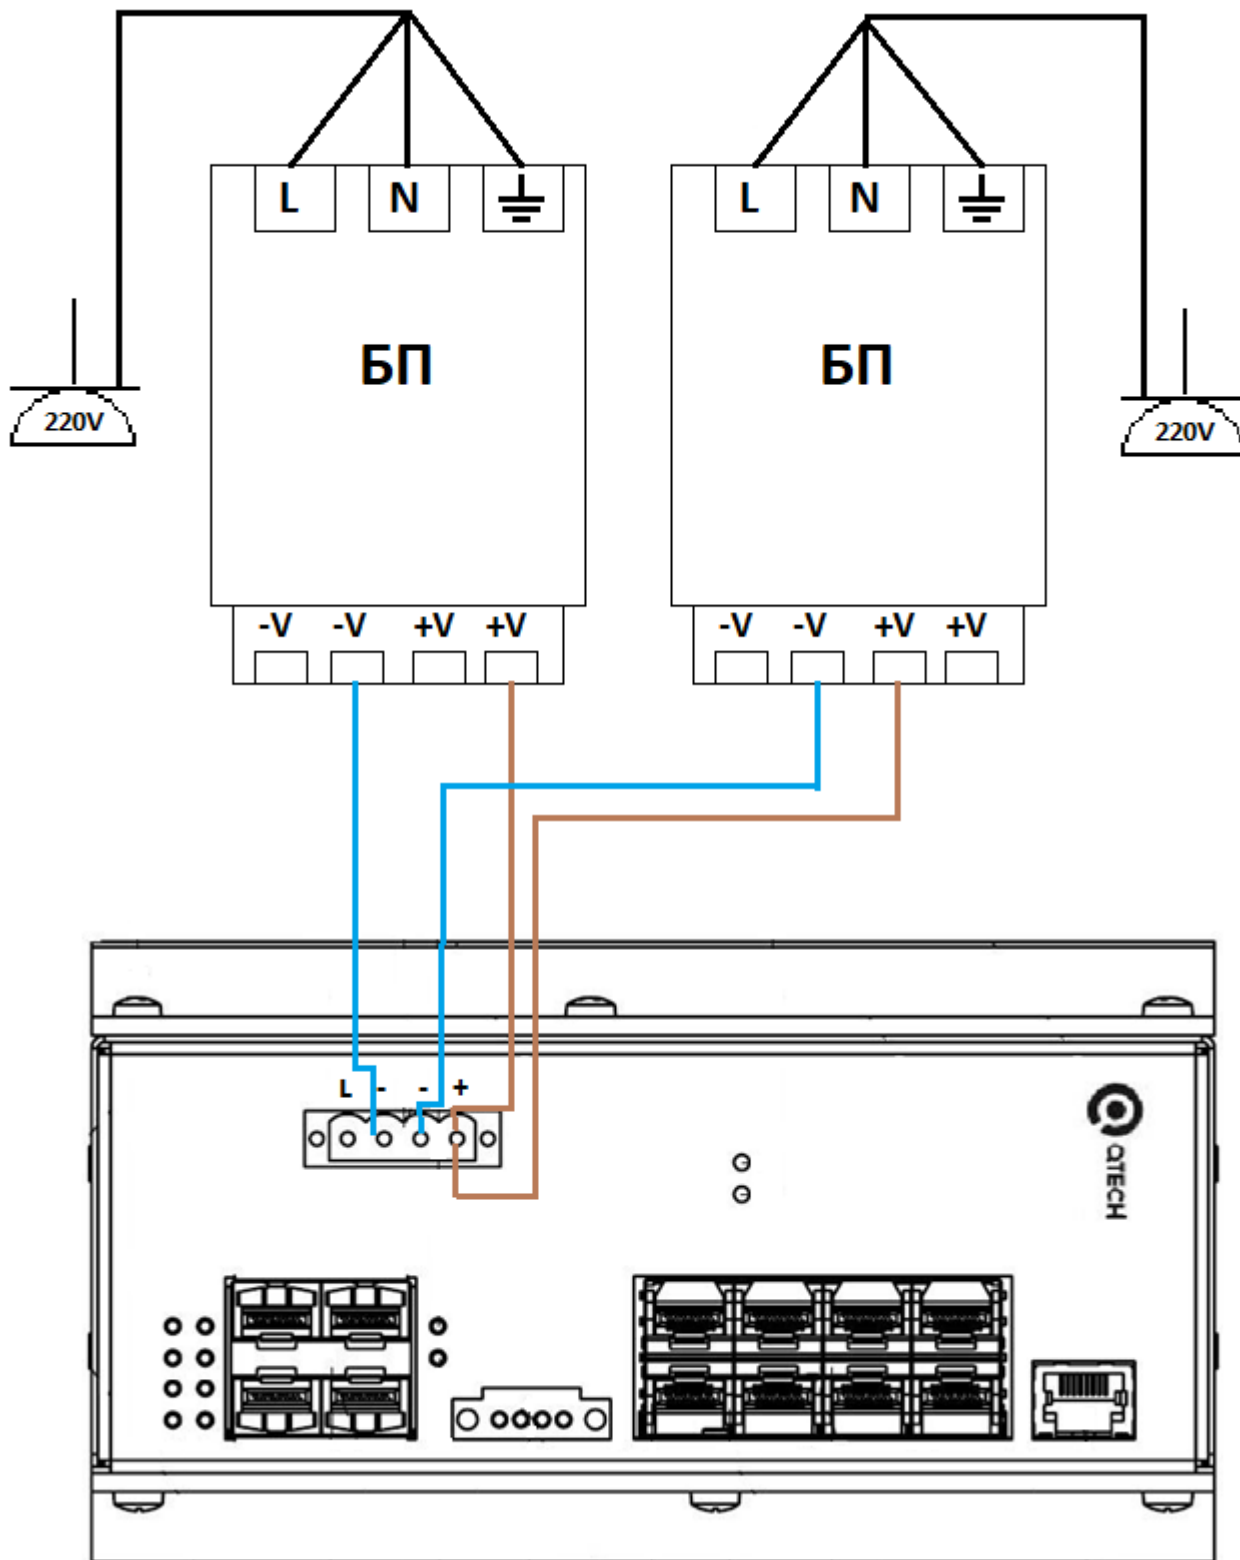 L N
L N
БП
БП
220V
220V
-V -V +V +V
-V -V +V +V
L - - +
QTECH